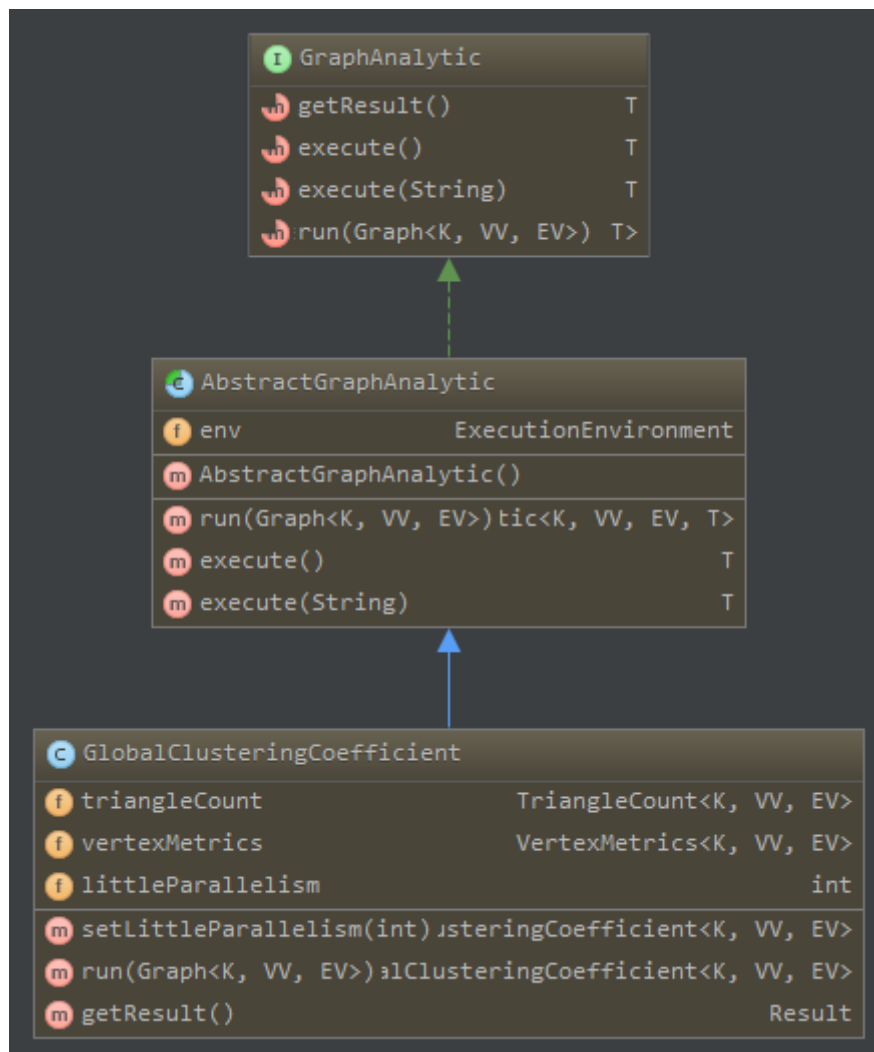 GraphAnalytic
getResult() T
execute() T
execute(String) T
run(Graph<K, VV, EV>) T>
AbstractGraphAnalytic
env ExecutionEnvironment
AbstractGraphAnalytic()
run(Graph<K, VV, EV>) tic<K, VV, EV, T>
execute() T
execute(String) T
GlobalClusteringCoefficient
triangleCount TriangleCount<K, VV, EV>
vertexMetrics VertexMetrics<K, VV, EV>
littleParallelism int
setLittleParallelism(int) usteringCoefficient<K, VV, EV>
run(Graph<K, VV, EV>) alClusteringCoefficient<K, VV, EV>
getResult() Result